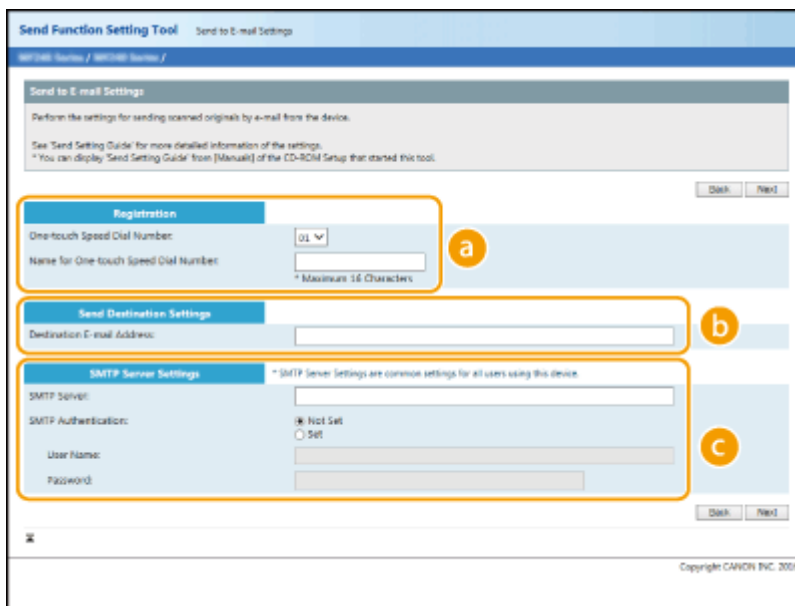 Send Function Setting Tool Send to E-mail Settings
Series / Series /
Send to E-mail Settings
Perform the settings for sending scanned originals by e-mail from the device.
See 'Send Setting Guide' for more detailed information of the settings.
* You can display 'Send Setting Guide' from [Manuals] of the CD-ROM Setup that started this tool.
Back Next
Registration
One-touch Speed Dial Number:
01
a
Name for One-touch Speed Dial Number:
* Maximum 16 Characters
Send Destination Settings
b
Destination E-mail Address:
SMTP Server Settings * SMTP Server Settings are common settings for all users using this device.
SMTP Server:
SMTP Authentication: Not Set
Set
c
User Name:
Password:
Back Next
Copyright CANON INC.